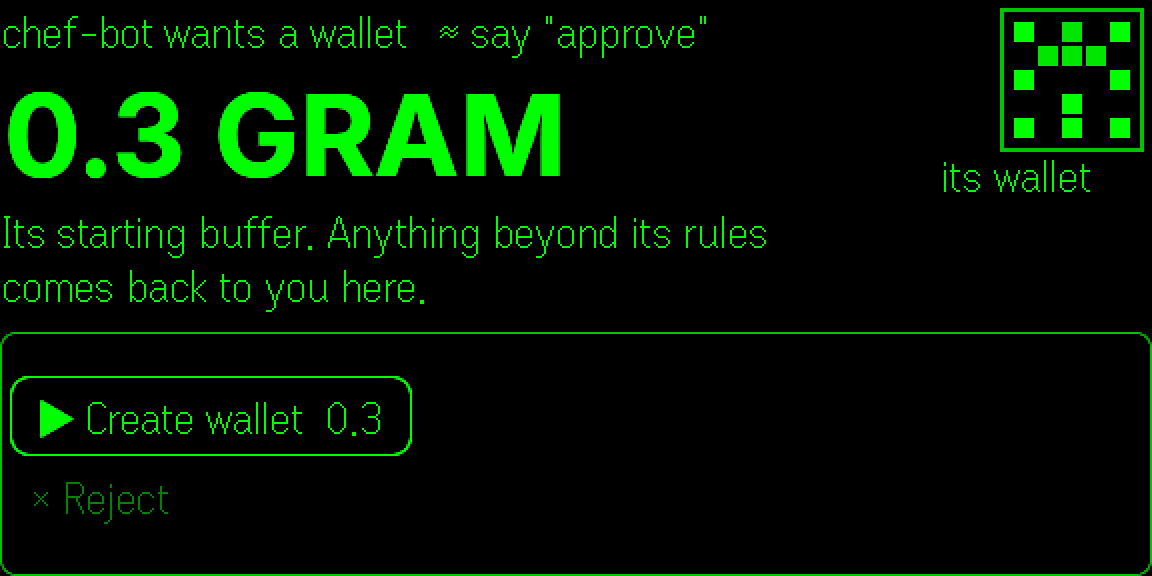 chef-bot wants a wallet ≈ say "approve"
0.3 GRAM
its wallet
Its starting buffer. Anything beyond its rules
comes back to you here.
▶ Create wallet 0.3
× Reject